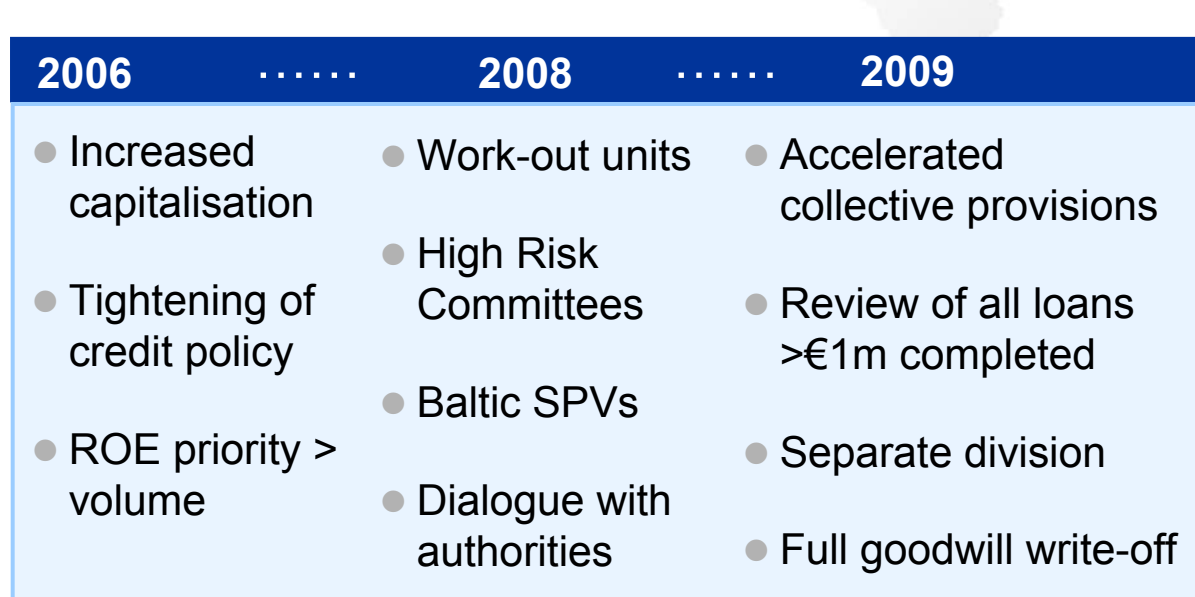 2006 ...... 2008 ...... 2009
● Increased
capitalisation
● Tightening of
credit policy
● ROE priority >
volume
● Work-out units
● High Risk
Committees
● Baltic SPVs
● Dialogue with
authorities
● Accelerated
collective provisions
● Review of all loans
>€1m completed
● Separate division
● Full goodwill write-off